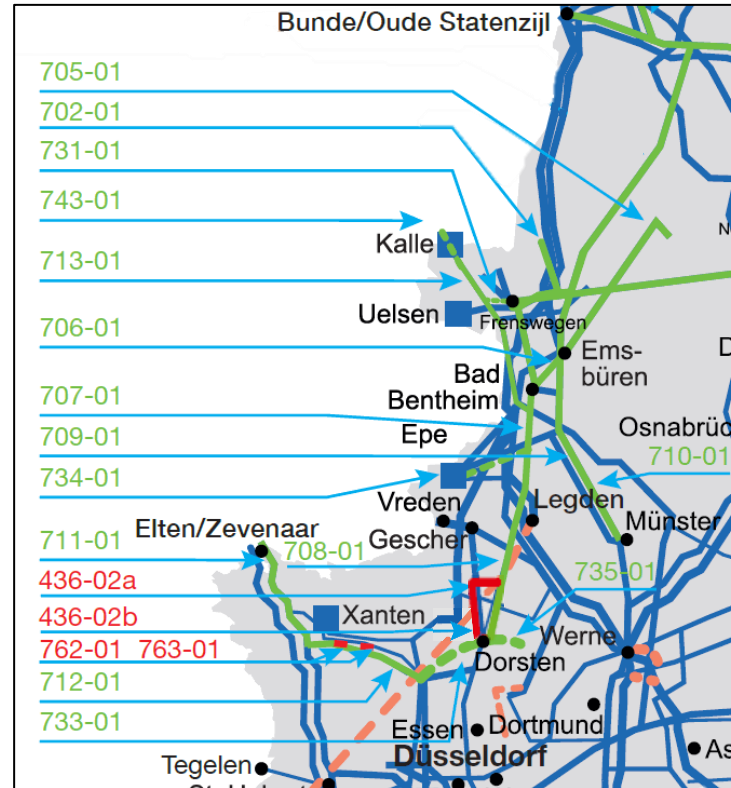 Bunde/Oude Statenzijl
705-01
702-01
731-01
743-01
Kalle
713-01
Uelsen
Frenswegen
706-01
Ems-
büren
Bad
Bentheim
707-01
Epe
709-01
Osnabrüc
710-01
734-01
Vreden
Legden
Münster
Elten/Zevenaar
Gescher
711-01
708-01
735-01
436-02a
Xanten
436-02b
Werne
762-01 763-01
Dorsten
712-01
733-01
Essen
Dortmund
Düsseldorf
As
Tegelen